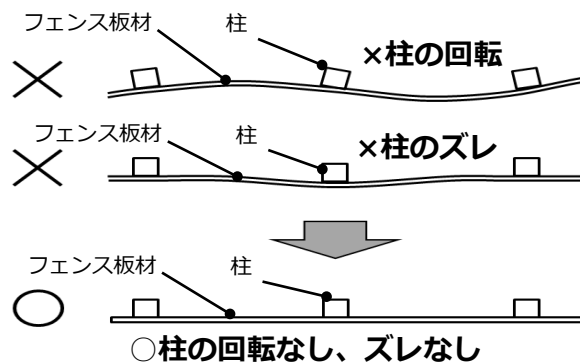 フェンス板材
柱
×柱の回転
フェンス板材
柱
×柱のズレ
フェンス板材
柱
○柱の回転なし、ズレなし